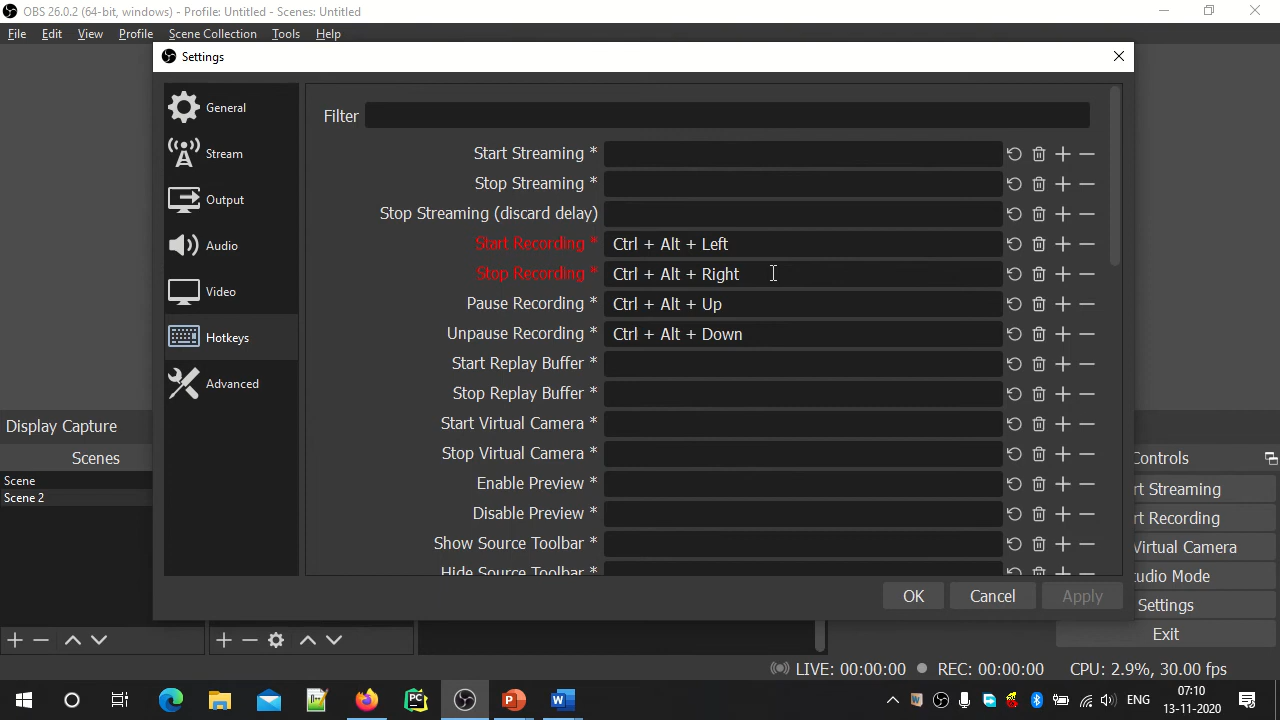 OBS 26.0.2 (64-bit, windows) - Profile: Untitled - Scenes: Untitled
File Edit View Profile Scene Collection Tools Help
Settings
General
Stream
Output
Audio
Video
Hotkeys
Advanced
Filter
Start Streaming *
Stop Streaming *
Stop Streaming (discard delay)
Start Recording * Ctrl + Alt + Left
Stop Recording * Ctrl + Alt + Right
Pause Recording * Ctrl + Alt + Up
Unpause Recording * Ctrl + Alt + Down
Start Replay Buffer *
Stop Replay Buffer *
Start Virtual Camera *
Stop Virtual Camera *
Enable Preview *
Disable Preview *
Show Source Toolbar *
Hide Source Toolbar *
OK Cancel Apply
Display Capture
Scenes
Scene
Scene 2
Controls
rt Streaming
rt Recording
Virtual Camera
tudio Mode
Settings
Exit
LIVE: 00:00:00 REC: 00:00:00 CPU: 2.9%, 30.00 fps
ENG
07:10
13-11-2020